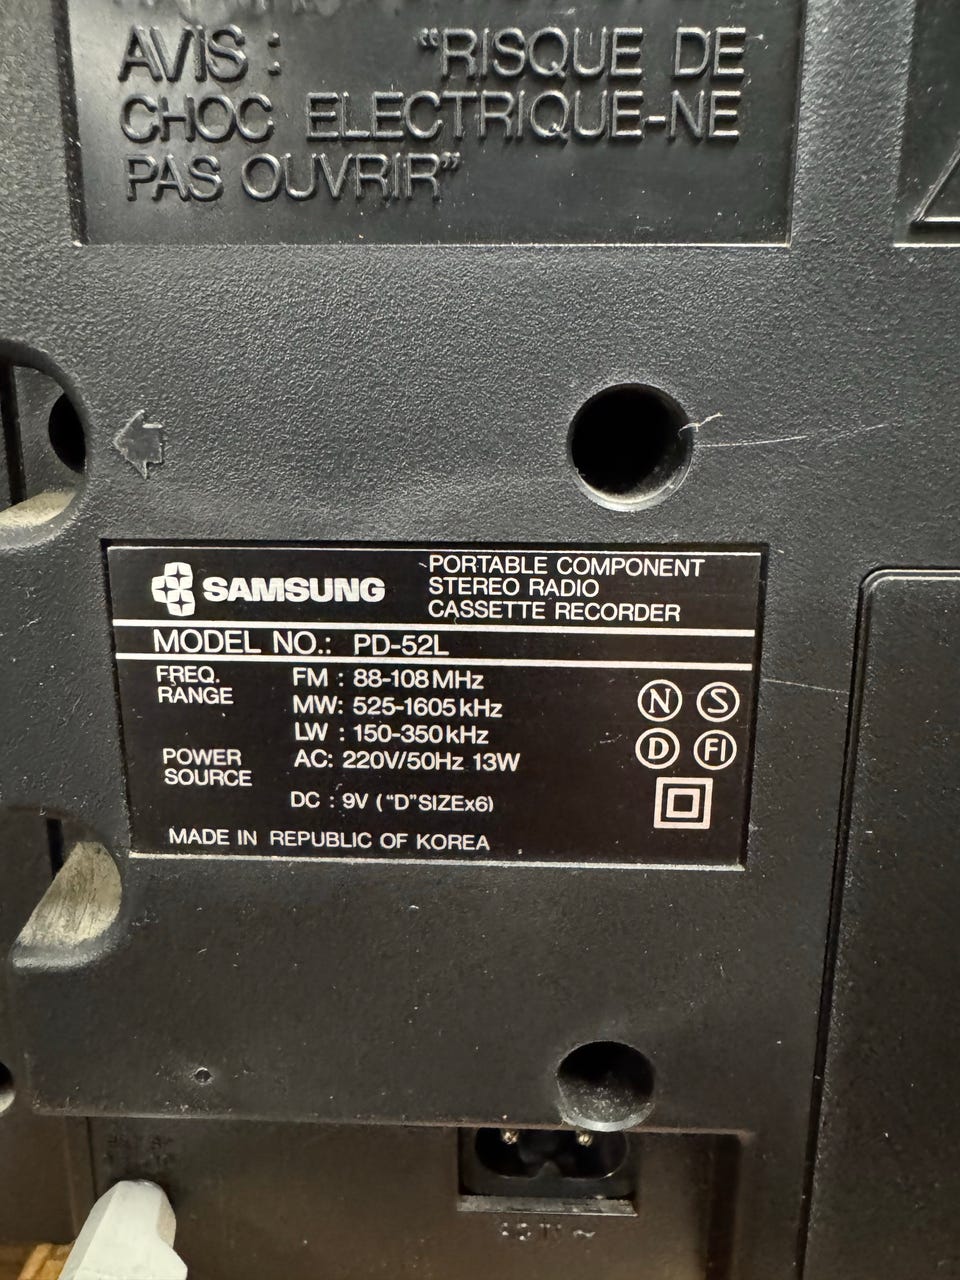 AVIS : "RISQUE DE
CHOC ELECTRIQUE-NE
PAS OUVRIR"
SAMSUNG
PORTABLE COMPONENT
STEREO RADIO
CASSETTE RECORDER
MODEL NO.: PD-52L
FREQ.
RANGE
FM : 88-108 MHz
MW: 525-1605 kHz
LW : 150-350 kHz
POWER
SOURCE
AC: 220V/50Hz 13W
DC : 9V ("D" SIZEx6)
MADE IN REPUBLIC OF KOREA
N S
D FI